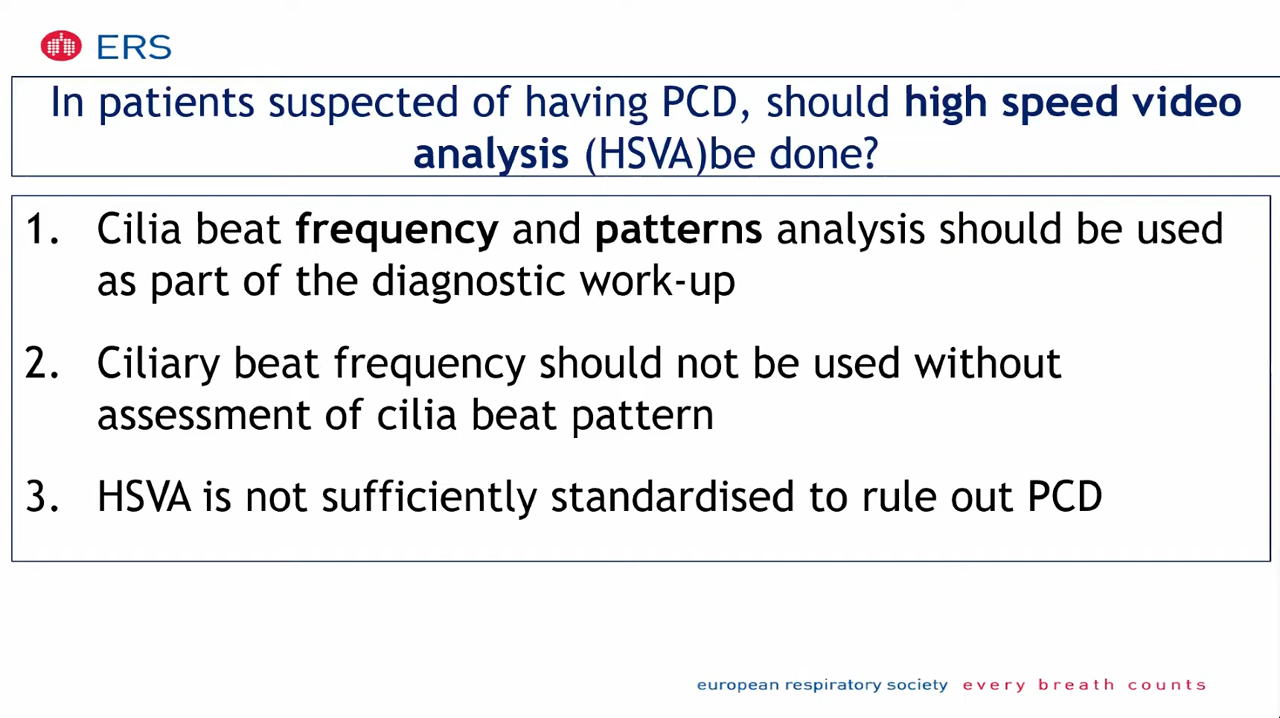 ERS
In patients suspected of having PCD, should high speed video
analysis (HSVA)be done?
1. Cilia beat frequency and patterns analysis should be used
as part of the diagnostic work-up
2. Ciliary beat frequency should not be used without
assessment of cilia beat pattern
3. HSVA is not sufficiently standardised to rule out PCD
european respiratory society every breath counts